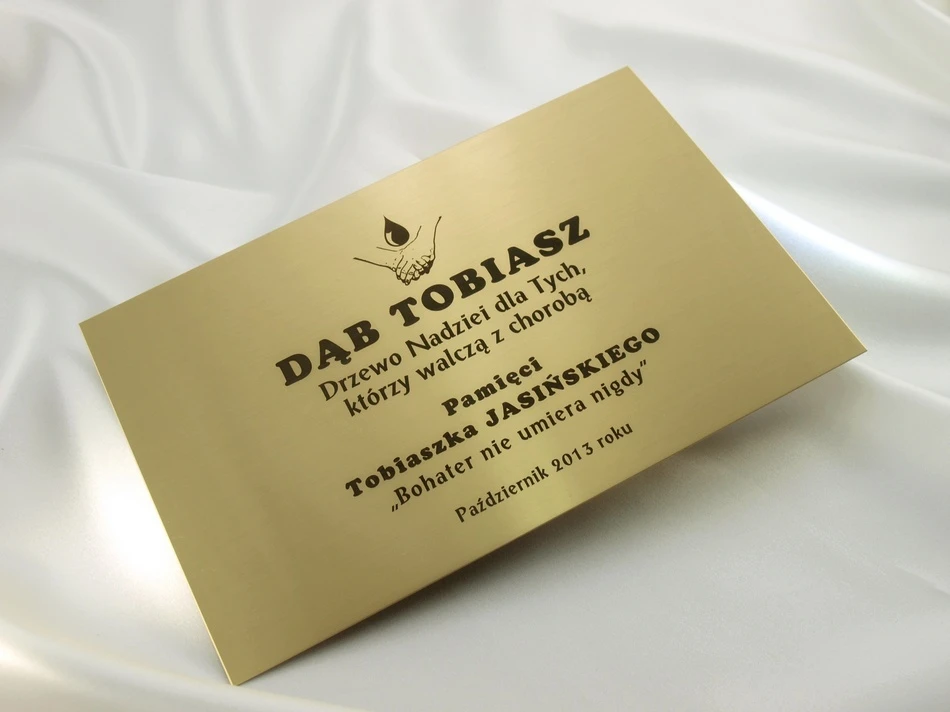 DĄB TOBIASZ
Drzewo Nadziei dla Tych,
którzy walczą z chorobą
Pamięci
Tobiaszka JASIŃSKIEGO
„Bohater nie umiera nigdy”
Październik 2013 roku